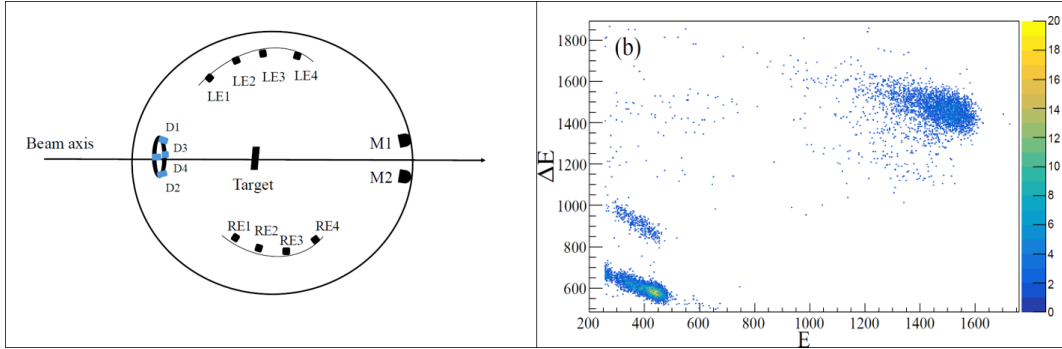 LE1
LE2
LE3
LE4
Beam axis
D1
D3
D4
D2
Target
M1
M2
RE1
RE2
RE3
RE4
(b)
ΔE
1800
1600
1400
1200
1000
800
600
200 400 600 800 1000 1200 1400 1600
E
20
18
16
14
12
10
8
6
4
2
0